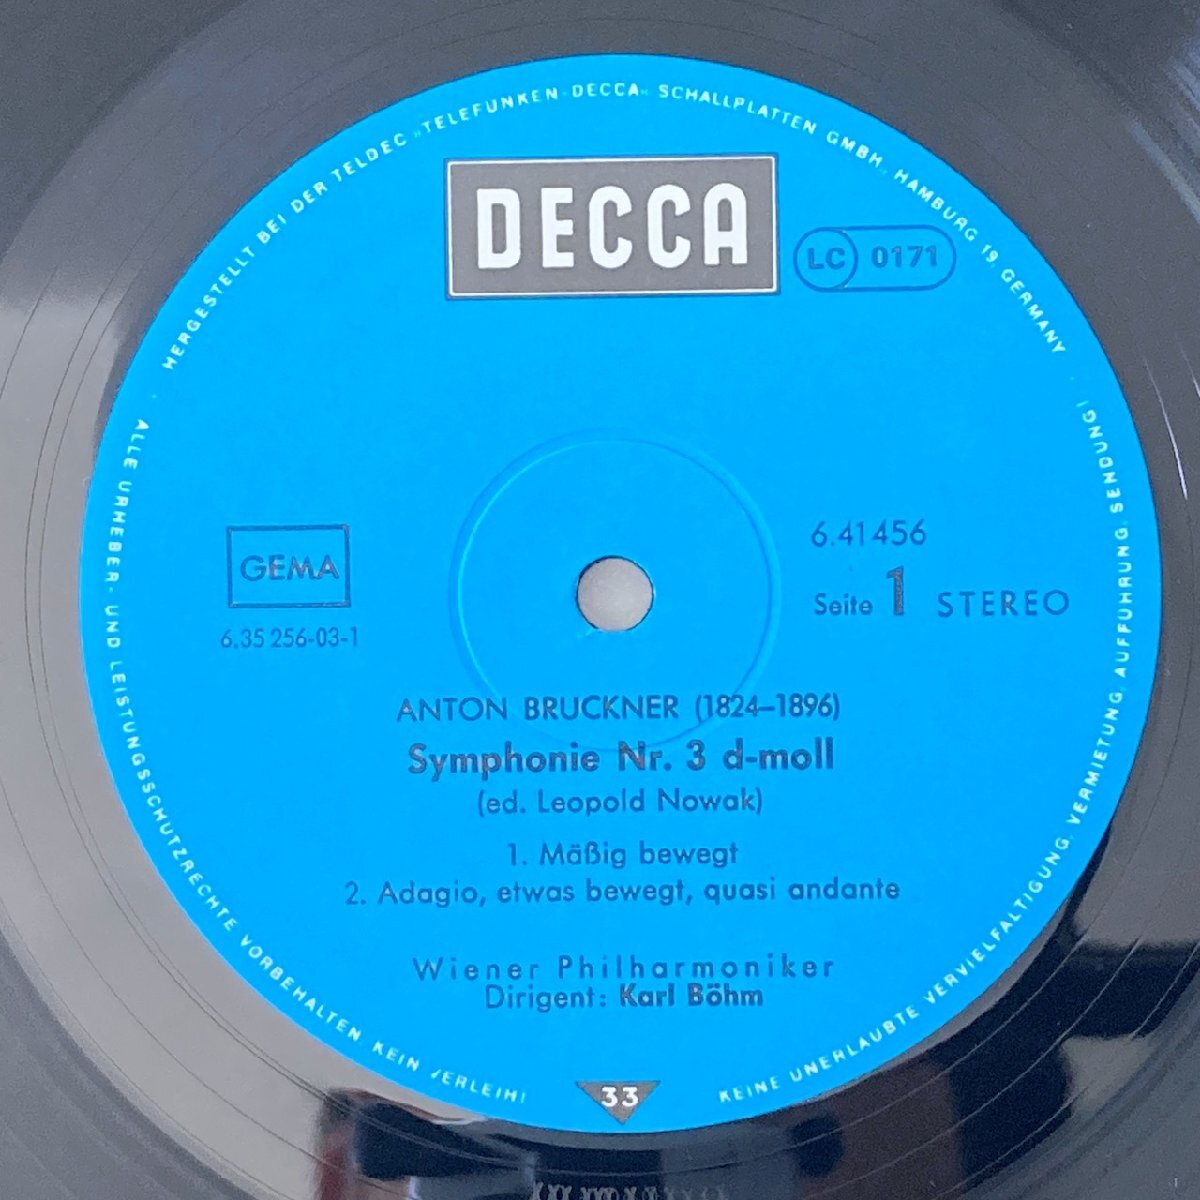 HERGESTELLT BEI DER TELDEC »TELEFUNKEN-DECCA« SCHALLPLATTEN GMBH., HAMBURG 19, GERMANY
DECCA
LC 0171
GEMA
6.35 256-03-1
6.41 456
Seite 1 STEREO
ANTON BRUCKNER (1824–1896)
Symphonie Nr. 3 d-moll
(ed. Leopold Nowak)
1. Mäßig bewegt
2. Adagio, etwas bewegt, quasi andante
Wiener Philharmoniker
Dirigent: Karl Böhm
33
ALLE URHEBER- UND LEISTUNGSSCHUTZRECHTE VORBEHALTEN KEIN VERLEIH!
KEINE UNERLAUBTE VERVIELFALTIGUNG, VERMIETUNG, AUFFÜHRUNG, SENDUNG!